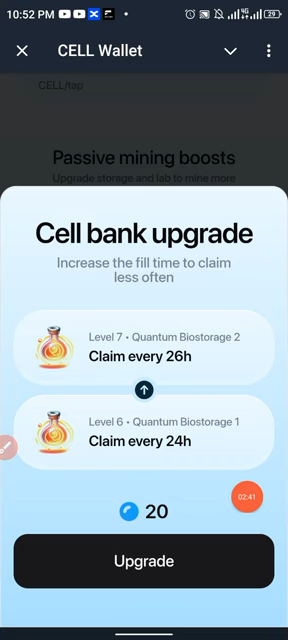 10:52 PM
4G
29
CELL Wallet
CELL/tap
Passive mining boosts
Upgrade storage and lab to mine more
Cell bank upgrade
Increase the fill time to claim
less often
Level 7 • Quantum Biostorage 2
Claim every 26h
Level 6 • Quantum Biostorage 1
Claim every 24h
02:41
20
Upgrade